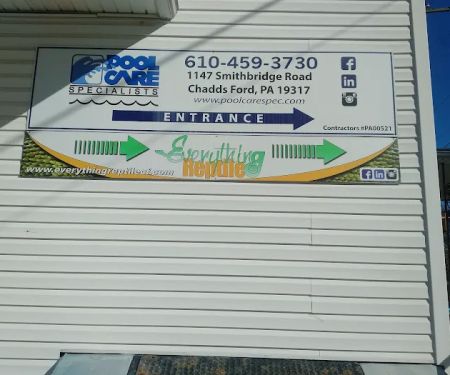 POOL
CARE
SPECIALISTS
610-459-3730
1147 Smithbridge Road
Chadds Ford, PA 19317
www.poolcarespec.com
ENTRANCE
Contractors #PA00521
Everything
Reptile
www.everythingreptilecf.com